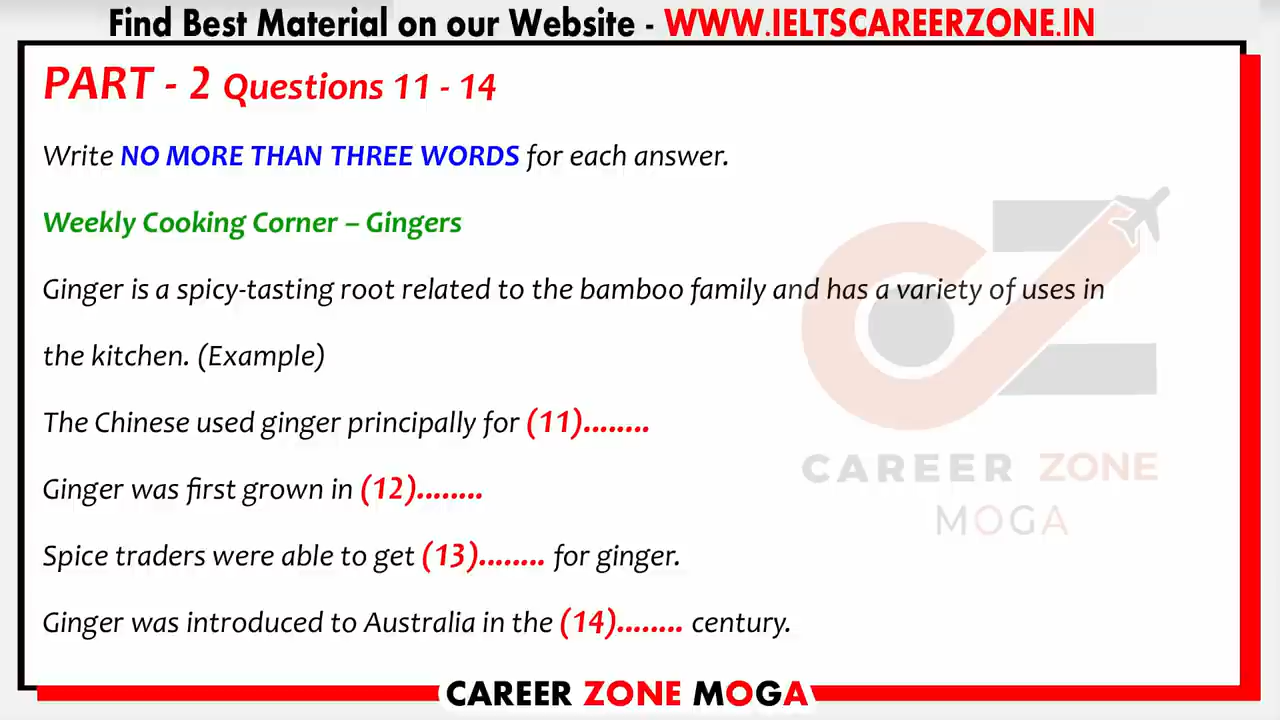 Find Best Material on our Website - WWW.IELTSCAREERZONE.IN
PART - 2 Questions 11 - 14
Write NO MORE THAN THREE WORDS for each answer.
Weekly Cooking Corner – Gingers
Ginger is a spicy-tasting root related to the bamboo family and has a variety of uses in
the kitchen. (Example)
The Chinese used ginger principally for (11)........
Ginger was first grown in (12)........
Spice traders were able to get (13)........ for ginger.
Ginger was introduced to Australia in the (14)........ century.
CAREER ZONE
MOGA
CAREER ZONE MOGA